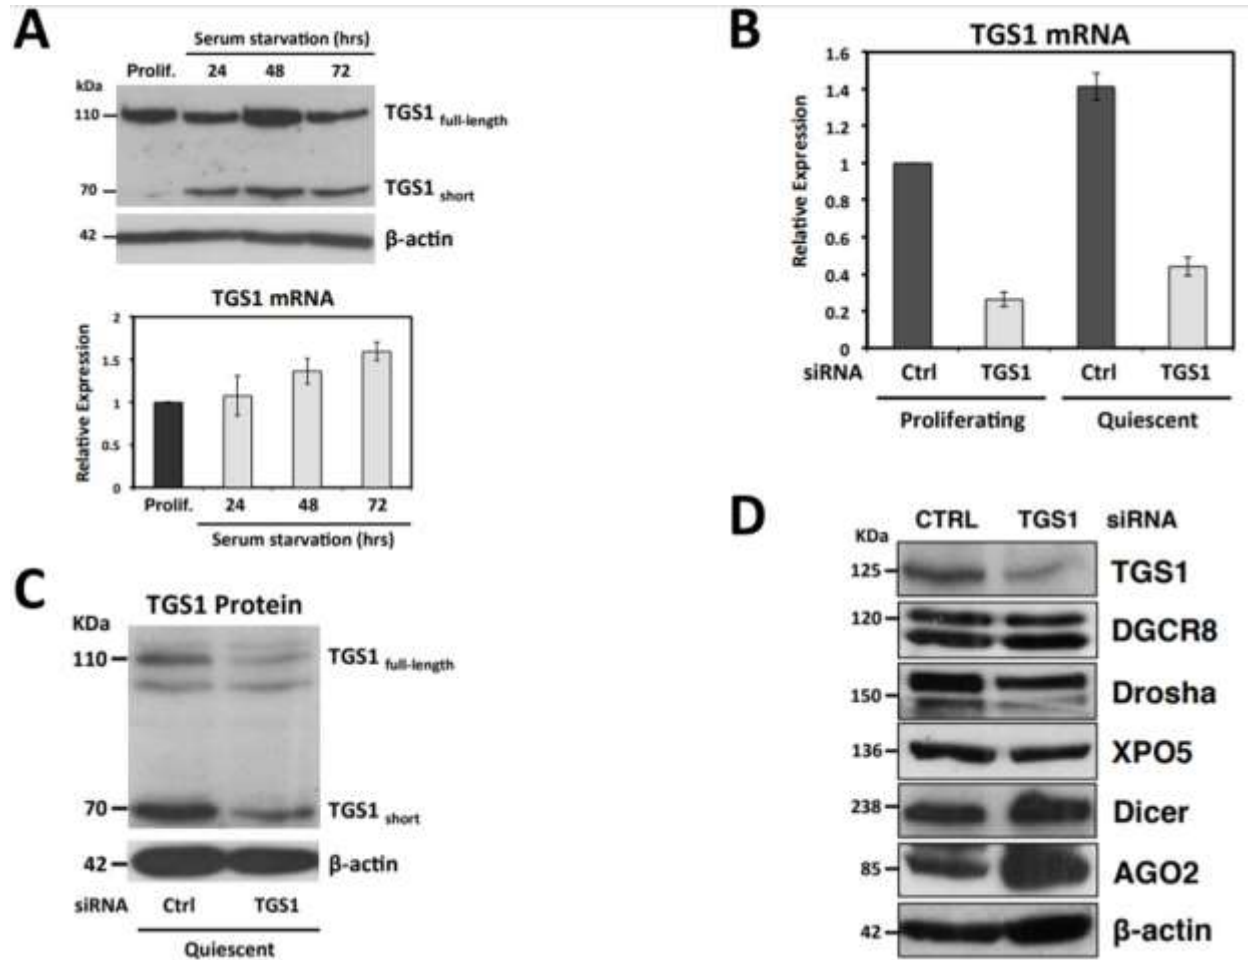 A
Serum starvation (hrs)
Prolif. 24 48 72
kDa
110 TGS1 full-length
70 TGS1 short
42 β-actin
TGS1 mRNA
Relative Expression
2
1.5
1
0.5
0
Prolif. 24 48 72
Serum starvation (hrs)
B
TGS1 mRNA
Relative Expression
1.6
1.4
1.2
1
0.8
0.6
0.4
0.2
0
siRNA Ctrl TGS1 Ctrl TGS1
Proliferating Quiescent
C
TGS1 Protein
KDa
110 TGS1 full-length
70 TGS1 short
42 β-actin
siRNA Ctrl TGS1
Quiescent
D
CTRL TGS1 siRNA
KDa
125 TGS1
120 DGCR8
150 Drosha
136 XPO5
238 Dicer
85 AGO2
42 β-actin